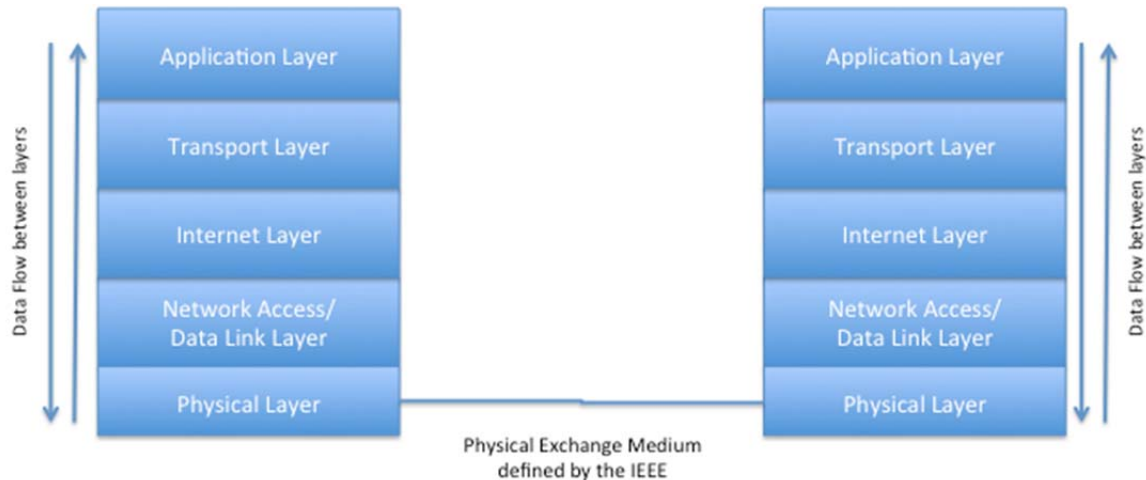 Data Flow between layers
Application Layer
Transport Layer
Internet Layer
Network Access/
Data Link Layer
Physical Layer
Physical Exchange Medium
defined by the IEEE
Application Layer
Transport Layer
Internet Layer
Network Access/
Data Link Layer
Physical Layer
Data Flow between layers